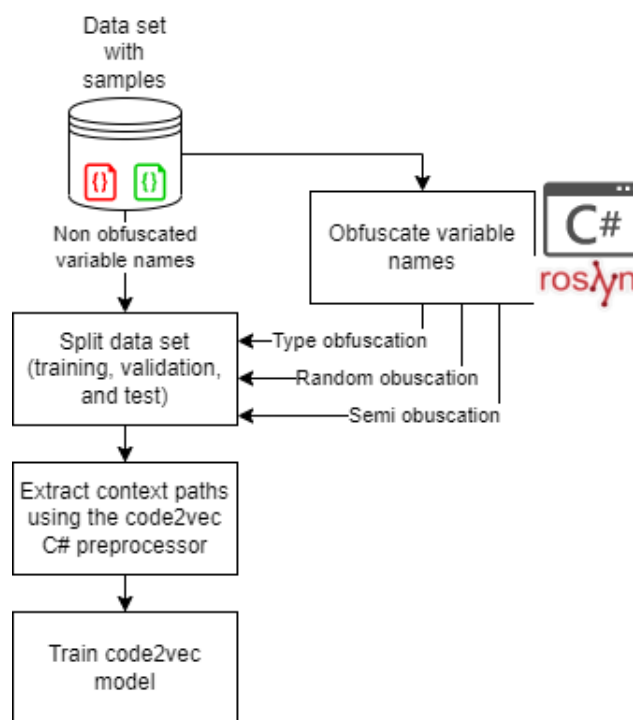 Data set
with
samples
{} {}
Non obfuscated
variable names
Obfuscate variable
names
C#
roslyn
Type obfuscation
Random obuscation
Semi obuscation
Split data set
(training, validation,
and test)
Extract context paths
using the code2vec
C# preprocessor
Train code2vec
model